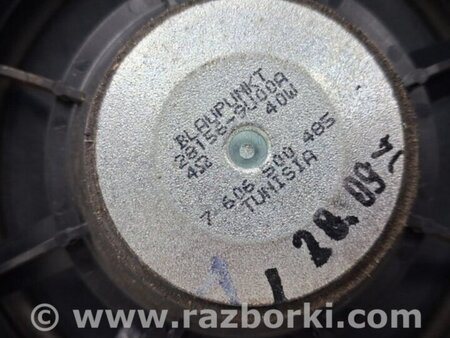 BLAUPUNKT
28156-9U00A
4Ω 40W
7 606 500 485
TUNISIA
28.09
www.razborki.com